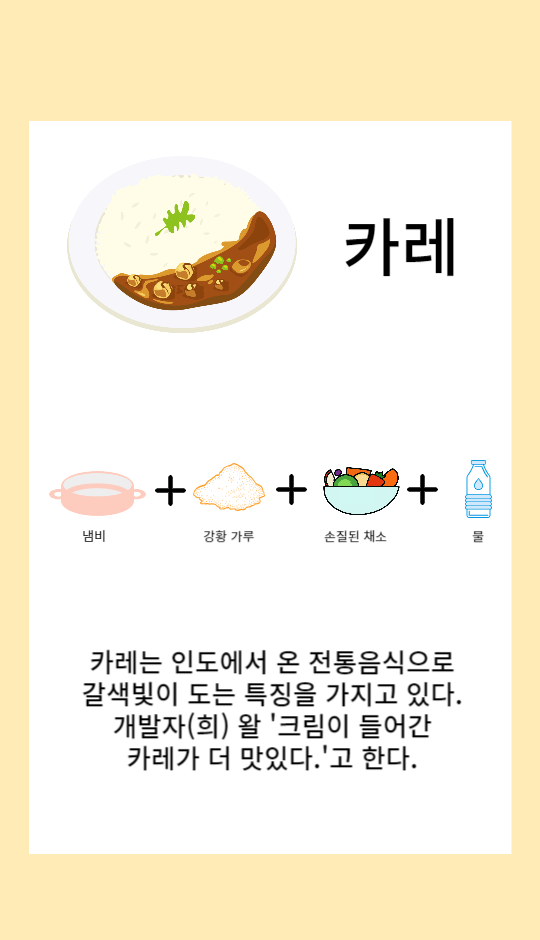 카레
냄비
강황 가루
손질된 채소
물
카레는 인도에서 온 전통음식으로
갈색빛이 도는 특징을 가지고 있다.
개발자(희) 왈 '크림이 들어간
카레가 더 맛있다.'고 한다.